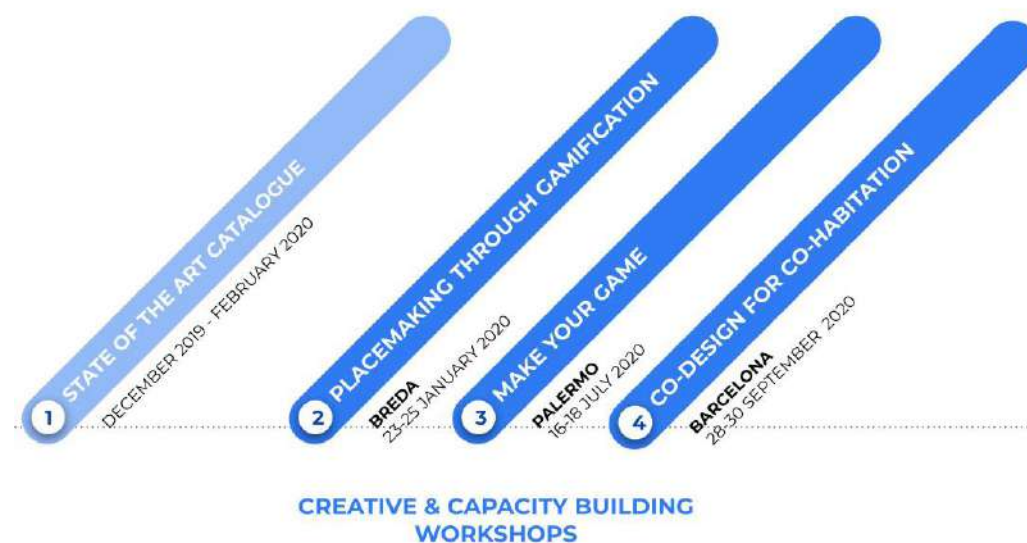 1
STATE OF THE ART CATALOGUE
DECEMBER 2019 - FEBRUARY 2020
2
PLACEMAKING THROUGH GAMIFICATION
BREDA
23-25 JANUARY 2020
3
MAKE YOUR GAME
PALERMO
16-18 JULY 2020
4
CO-DESIGN FOR CO-HABITATION
BARCELONA
28-30 SEPTEMBER 2020
CREATIVE & CAPACITY BUILDING
WORKSHOPS